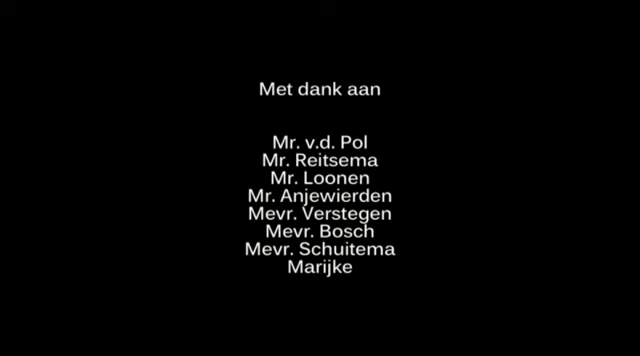 Met dank aan
Mr. v.d. Pol
Mr. Reitsema
Mr. Loonen
Mr. Anjewierden
Mevr. Verstegen
Mevr. Bosch
Mevr. Schuitema
Marijke